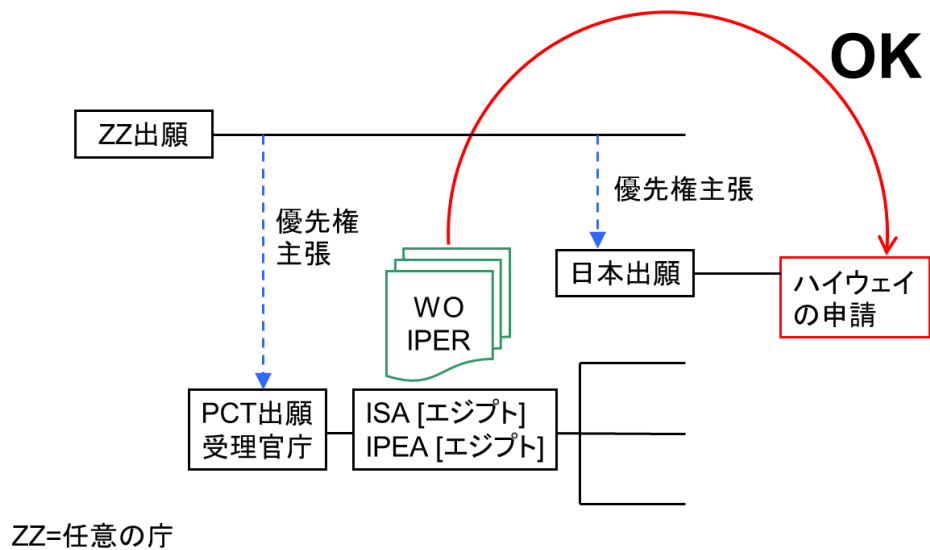 OK
ZZ出願
優先権
主張
優先権主張
日本出願
ハイウェイ
の申請
WO
IPER
PCT出願
受理官庁
ISA [エジプト]
IPEA [エジプト]
ZZ=任意の庁